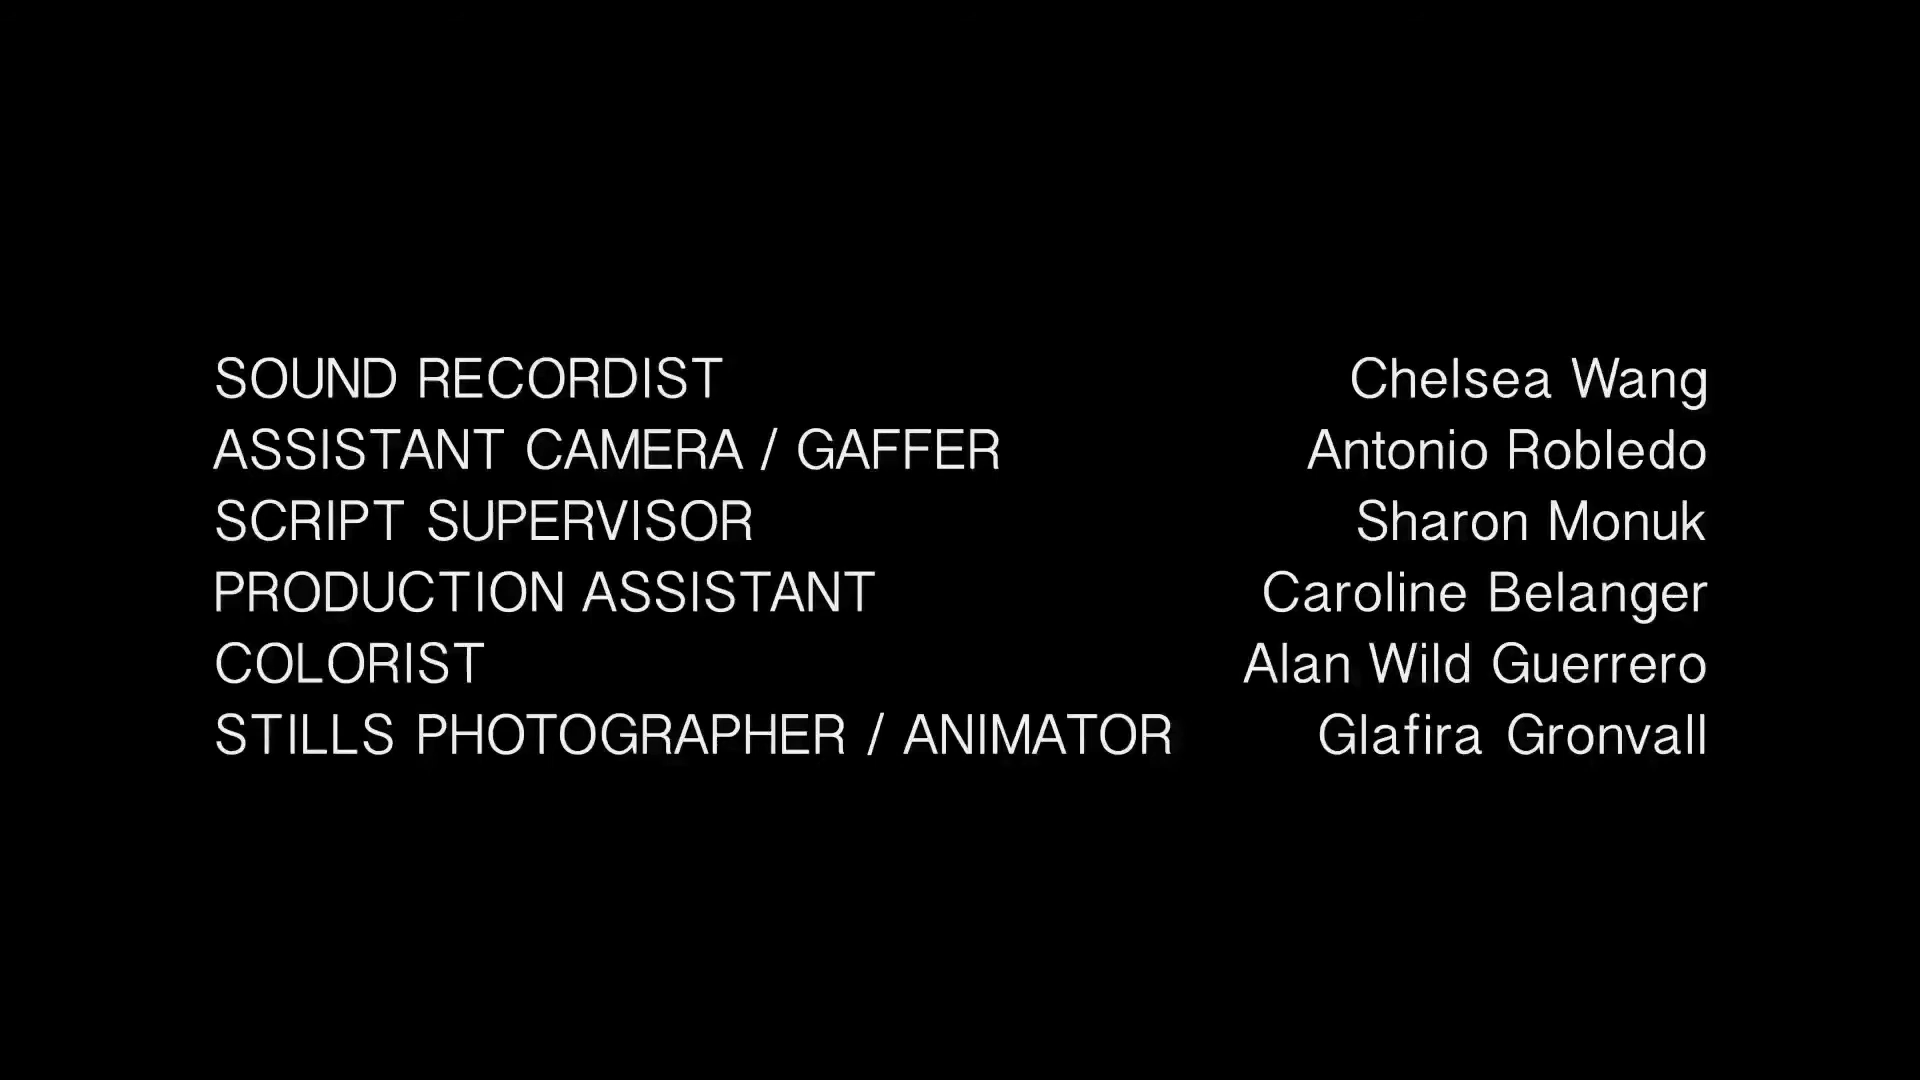 SOUND RECORDIST Chelsea Wang
ASSISTANT CAMERA / GAFFER Antonio Robledo
SCRIPT SUPERVISOR Sharon Monuk
PRODUCTION ASSISTANT Caroline Belanger
COLORIST Alan Wild Guerrero
STILLS PHOTOGRAPHER / ANIMATOR Glafira Gronvall